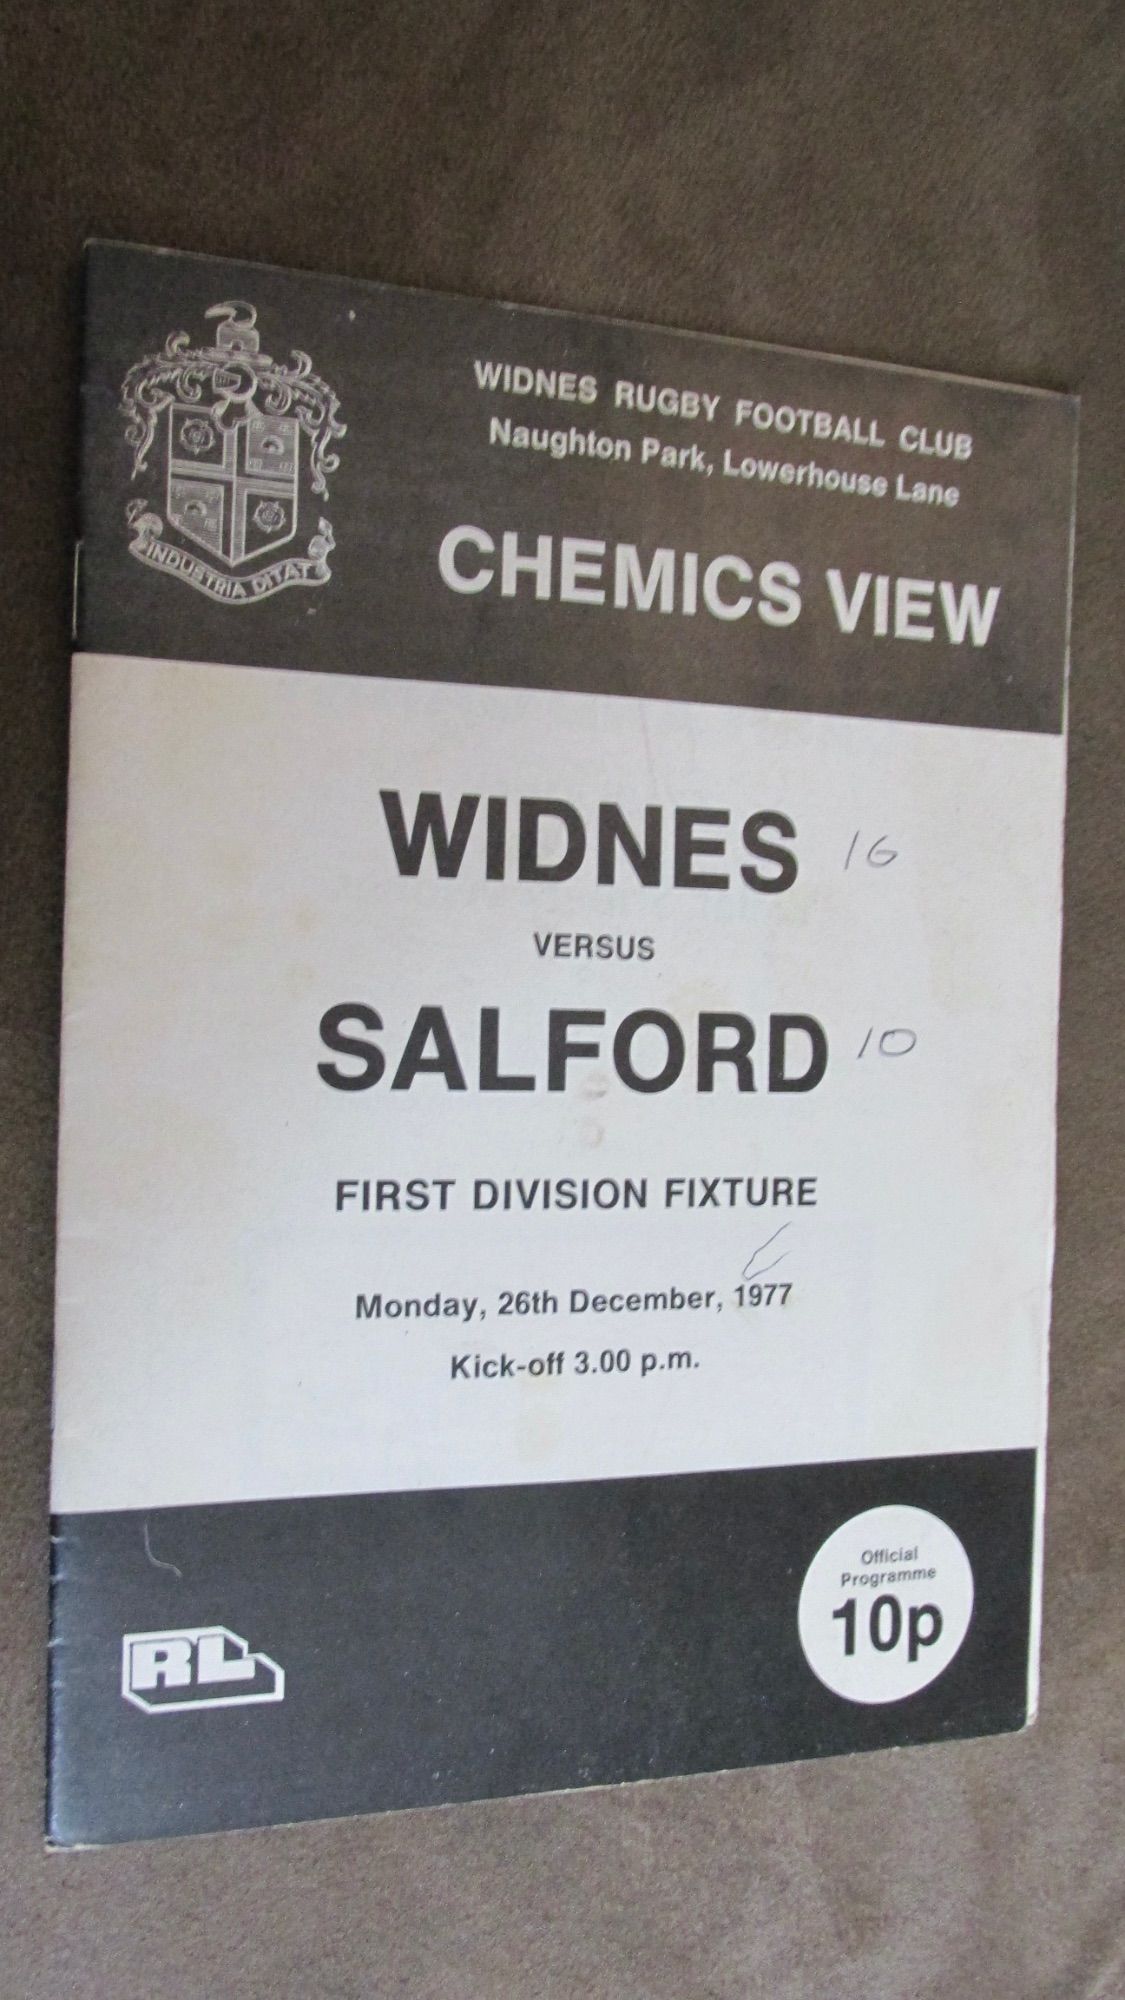 WIDNES RUGBY FOOTBALL CLUB
Naughton Park, Lowerhouse Lane
CHEMICS VIEW
INDUSTRIA DITAT
WIDNES 16
VERSUS
SALFORD 10
FIRST DIVISION FIXTURE
Monday, 26th December, 1977
Kick-off 3.00 p.m.
Official
Programme
10p
RL